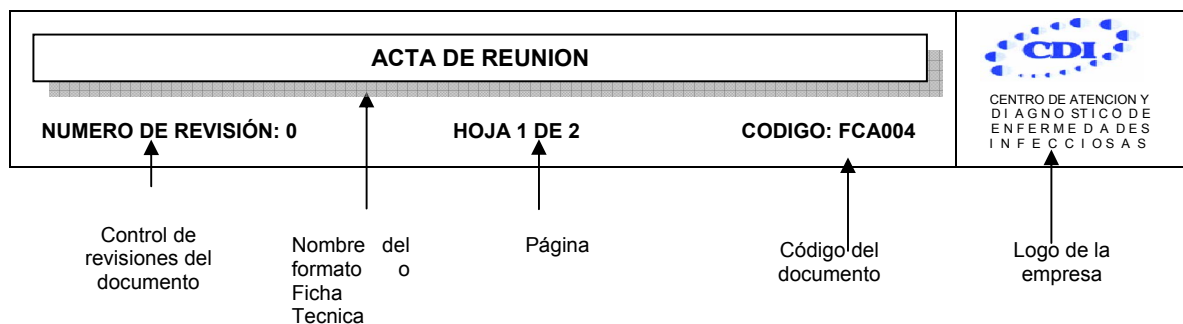 ACTA DE REUNION
NUMERO DE REVISIÓN: 0
HOJA 1 DE 2
CODIGO: FCA004
CDI
CENTRO DE ATENCION Y
DIAGNOSTICO DE
ENFERMEDADES
INFECCIOSAS
Control de
revisiones del
documento
Nombre del
formato o
Ficha
Tecnica
Página
Código del
documento
Logo de la
empresa